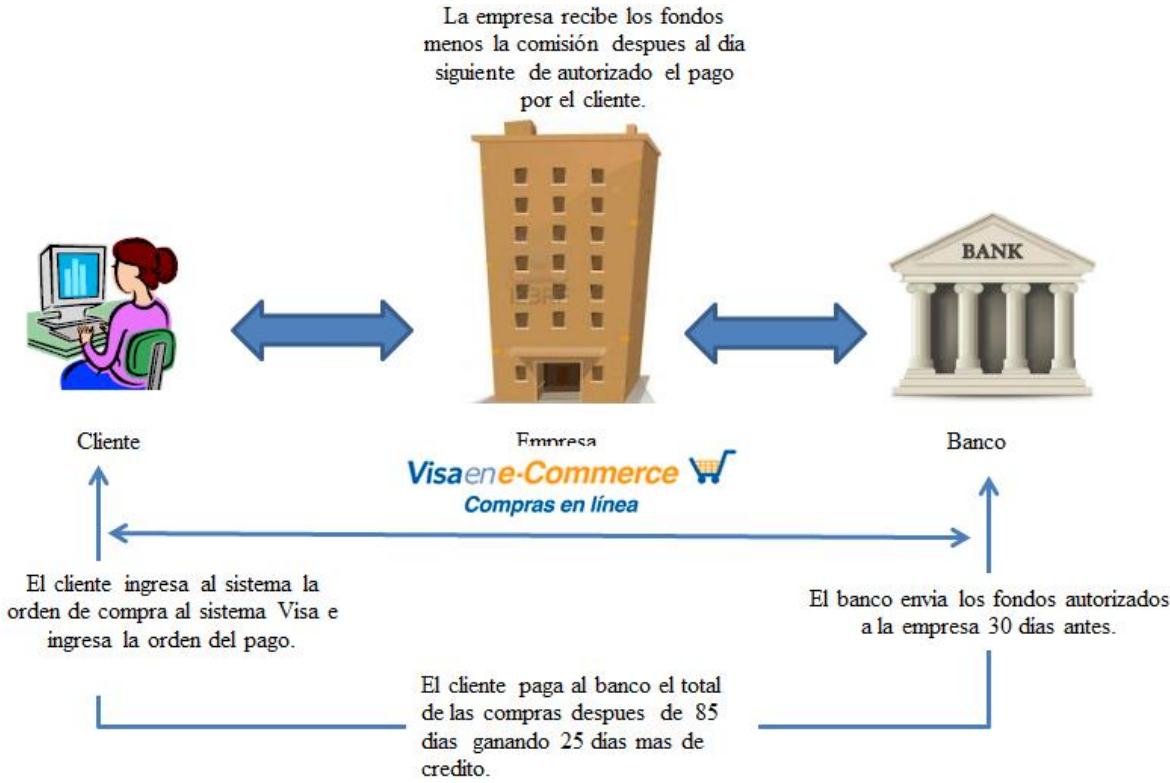 La empresa recibe los fondos
menos la comisión despues al día
siguiente de autorizado el pago
por el cliente.
BANK
Cliente
Empresa
Banco
Visa en e-Commerce
Compras en línea
El cliente ingresa al sistema la
orden de compra al sistema Visa e
ingresa la orden del pago.
El banco envia los fondos autorizados
a la empresa 30 días antes.
El cliente paga al banco el total
de las compras despues de 85
dias ganando 25 días mas de
credito.